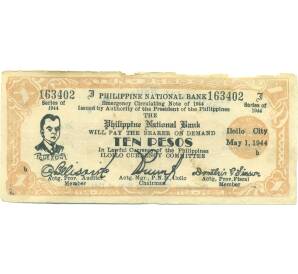 163402 J PHILIPPINE NATIONAL BANK 163402 J
Series of 1944 Emergency Circulating Note of 1944 Series of 1944
Issued by Authority of the President of the Philippines
THE
Philippine National Bank
WILL PAY THE BEARER ON DEMAND Iloilo City
TEN PESOS May 1, 1944
In Lawful Currency of the Philippines
b ILOILO CURRENCY COMMITTEE b
Actg. Prov. Auditor Actg. Mgr., P.N.B., Iloilo Actg. Prov. Fiscal
Member Chairman Member